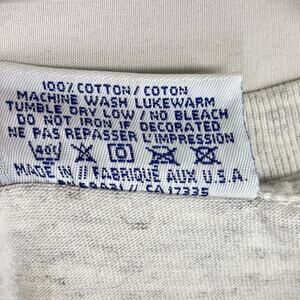 100% COTTON / COTON
MACHINE WASH LUKEWARM
TUMBLE DRY, LOW / NO BLEACH
DO NOT IRON IF DECORATED
NE PAS REPASSER L'IMPRESSION
MADE IN FABRIQUE AUX U.S.A.
CA 17335